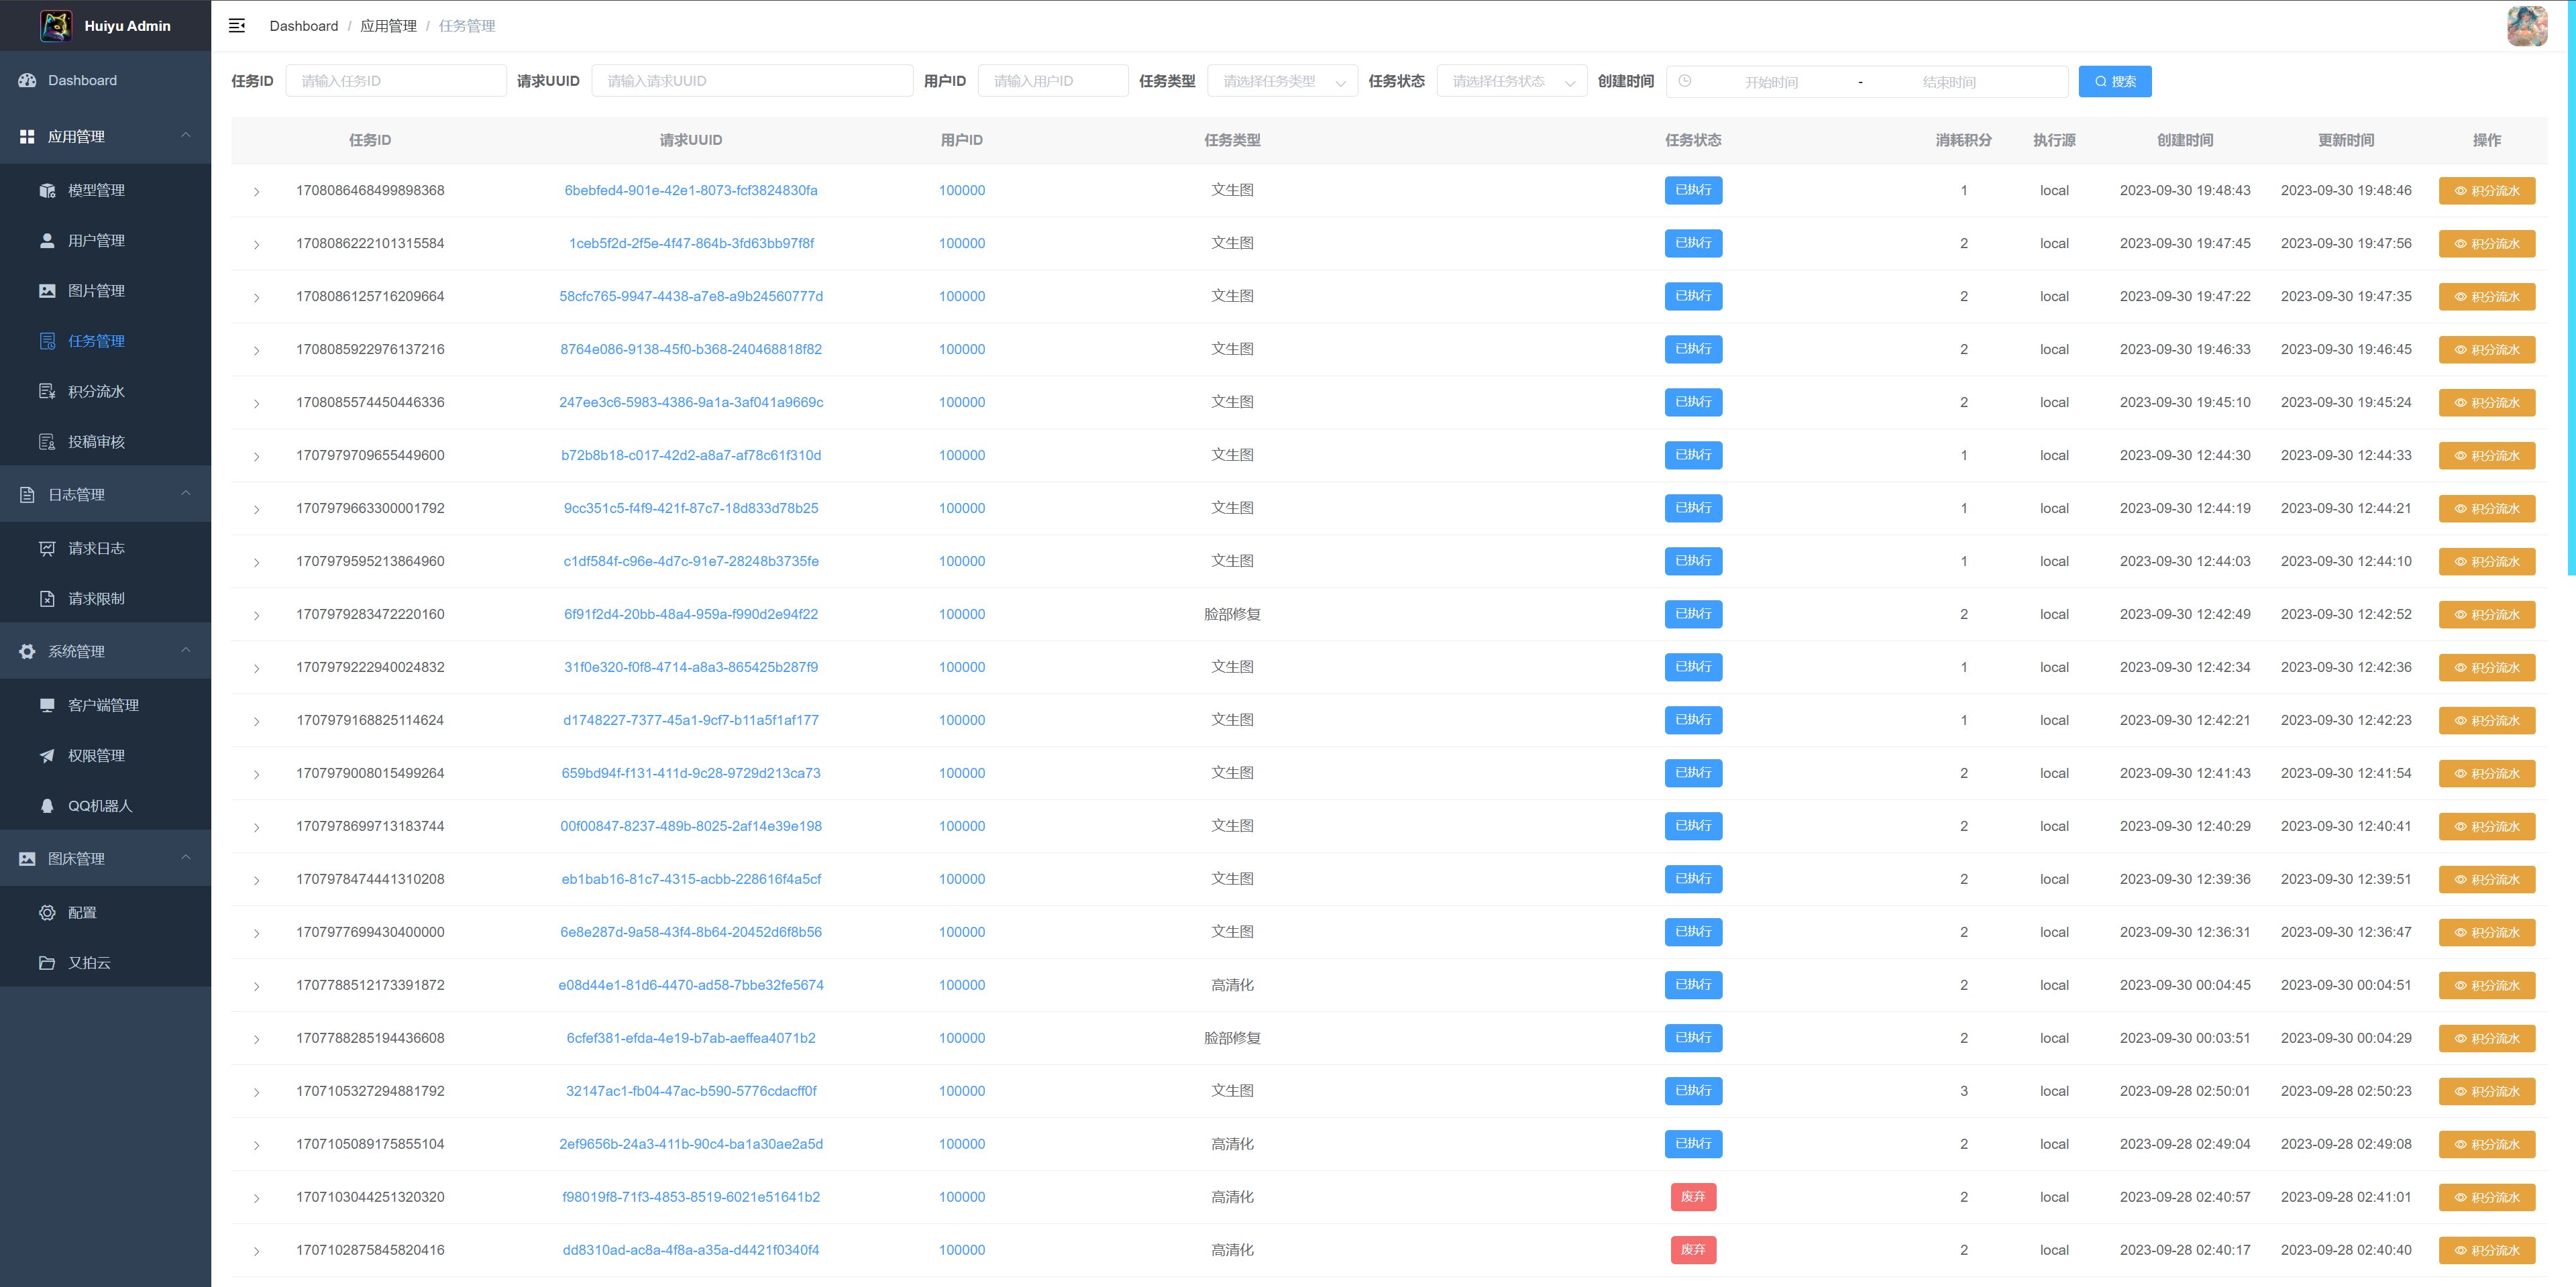 Huiyu Admin
Dashboard / 应用管理 / 任务管理
Dashboard
应用管理
模型管理
用户管理
图片管理
任务管理
积分流水
投稿审核
日志管理
请求日志
请求限制
系统管理
客户端管理
权限管理
QQ机器人
图床管理
配置
又拍云
任务ID 请输入任务ID 请求UUID 请输入请求UUID 用户ID 请输入用户ID 任务类型 请选择任务类型 任务状态 请选择任务状态 创建时间 开始时间 - 结束时间 搜索
任务ID 请求UUID 用户ID 任务类型 任务状态 消耗积分 执行源 创建时间 更新时间 操作
1708086468499898368 6bebfed4-901e-42e1-8073-fcf3824830fa 100000 文生图 已执行 1 local 2023-09-30 19:48:43 2023-09-30 19:48:46 积分流水
1708086222101315584 1ceb5f2d-2f5e-4f47-864b-3fd63bb97f8f 100000 文生图 已执行 2 local 2023-09-30 19:47:45 2023-09-30 19:47:56 积分流水
1708086125716209664 58cfc765-9947-4438-a7e8-a9b24560777d 100000 文生图 已执行 2 local 2023-09-30 19:47:22 2023-09-30 19:47:35 积分流水
1708085922976137216 8764e086-9138-45f0-b368-240468818f82 100000 文生图 已执行 2 local 2023-09-30 19:46:33 2023-09-30 19:46:45 积分流水
1708085574450446336 247ee3c6-5983-4386-9a1a-3af041a9669c 100000 文生图 已执行 2 local 2023-09-30 19:45:10 2023-09-30 19:45:24 积分流水
1707979709655449600 b72b8b18-c017-42d2-a8a7-af78c61f310d 100000 文生图 已执行 1 local 2023-09-30 12:44:30 2023-09-30 12:44:33 积分流水
1707979663300001792 9cc351c5-f4f9-421f-87c7-18d833d78b25 100000 文生图 已执行 1 local 2023-09-30 12:44:19 2023-09-30 12:44:21 积分流水
1707979595213864960 c1df584f-c96e-4d7c-91e7-28248b3735fe 100000 文生图 已执行 1 local 2023-09-30 12:44:03 2023-09-30 12:44:10 积分流水
1707979283472220160 6f91f2d4-20bb-48a4-959a-f990d2e94f22 100000 脸部修复 已执行 2 local 2023-09-30 12:42:49 2023-09-30 12:42:52 积分流水
1707979222940024832 31f0e320-f0f8-4714-a8a3-865425b287f9 100000 文生图 已执行 1 local 2023-09-30 12:42:34 2023-09-30 12:42:36 积分流水
1707979168825114624 d1748227-7377-45a1-9cf7-b11a5f1af177 100000 文生图 已执行 1 local 2023-09-30 12:42:21 2023-09-30 12:42:23 积分流水
1707979008015499264 659bd94f-f131-411d-9c28-9729d213ca73 100000 文生图 已执行 2 local 2023-09-30 12:41:43 2023-09-30 12:41:54 积分流水
1707978699713183744 00f00847-8237-489b-8025-2af14e39e198 100000 文生图 已执行 2 local 2023-09-30 12:40:29 2023-09-30 12:40:41 积分流水
1707978474441310208 eb1bab16-81c7-4315-acbb-228616f4a5cf 100000 文生图 已执行 2 local 2023-09-30 12:39:36 2023-09-30 12:39:51 积分流水
1707977699430400000 6e8e287d-9a58-43f4-8b64-20452d6f8b56 100000 文生图 已执行 2 local 2023-09-30 12:36:31 2023-09-30 12:36:47 积分流水
1707788512173391872 e08d44e1-81d6-4470-ad58-7bbe32fe5674 100000 高清化 已执行 2 local 2023-09-30 00:04:45 2023-09-30 00:04:51 积分流水
1707788285194436608 6cfef381-efda-4e19-b7ab-aeffea4071b2 100000 脸部修复 已执行 2 local 2023-09-30 00:03:51 2023-09-30 00:04:29 积分流水
1707105327294881792 32147ac1-fb04-47ac-b590-5776cdacff0f 100000 文生图 已执行 3 local 2023-09-28 02:50:01 2023-09-28 02:50:23 积分流水
1707105089175855104 2ef9656b-24a3-411b-90c4-ba1a30ae2a5d 100000 高清化 已执行 2 local 2023-09-28 02:49:04 2023-09-28 02:49:08 积分流水
1707103044251320320 f98019f8-71f3-4853-8519-6021e51641b2 100000 高清化 废弃 2 local 2023-09-28 02:40:57 2023-09-28 02:41:01 积分流水
1707102875845820416 dd8310ad-ac8a-4f8a-a35a-d4421f0340f4 100000 高清化 废弃 2 local 2023-09-28 02:40:17 2023-09-28 02:40:40 积分流水